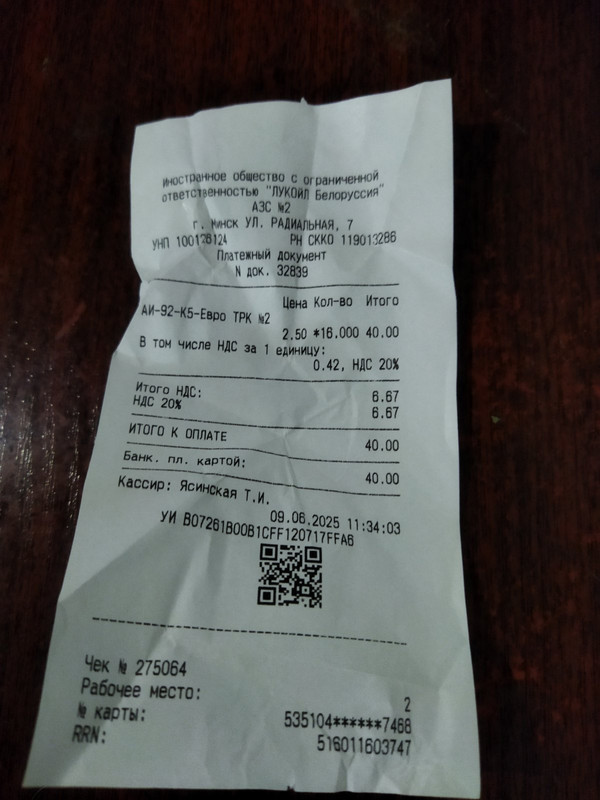 Иностранное общество с ограниченной
ответственностью "ЛУКОЙЛ Белоруссия"
АЗС №2
г. Минск УЛ. РАДИАЛЬНАЯ, 7
УНП 100126124 РН СККО 119013286
Платежный документ
N док. 32839
Цена Кол-во Итого
АИ-92-К5-Евро ТРК №2
2.50 *16.000 40.00
В том числе НДС за 1 единицу:
0.42, НДС 20%
Итого НДС: 6.67
НДС 20% 6.67
ИТОГО К ОПЛАТЕ 40.00
Банк. пл. картой: 40.00
Кассир: Ясинская Т.И.
09.06.2025 11:34:03
УИ B07261B00B1CFF120717FFA6
Чек № 275064
Рабочее место: 2
№ карты: 535104******7468
RRN: 516011603747